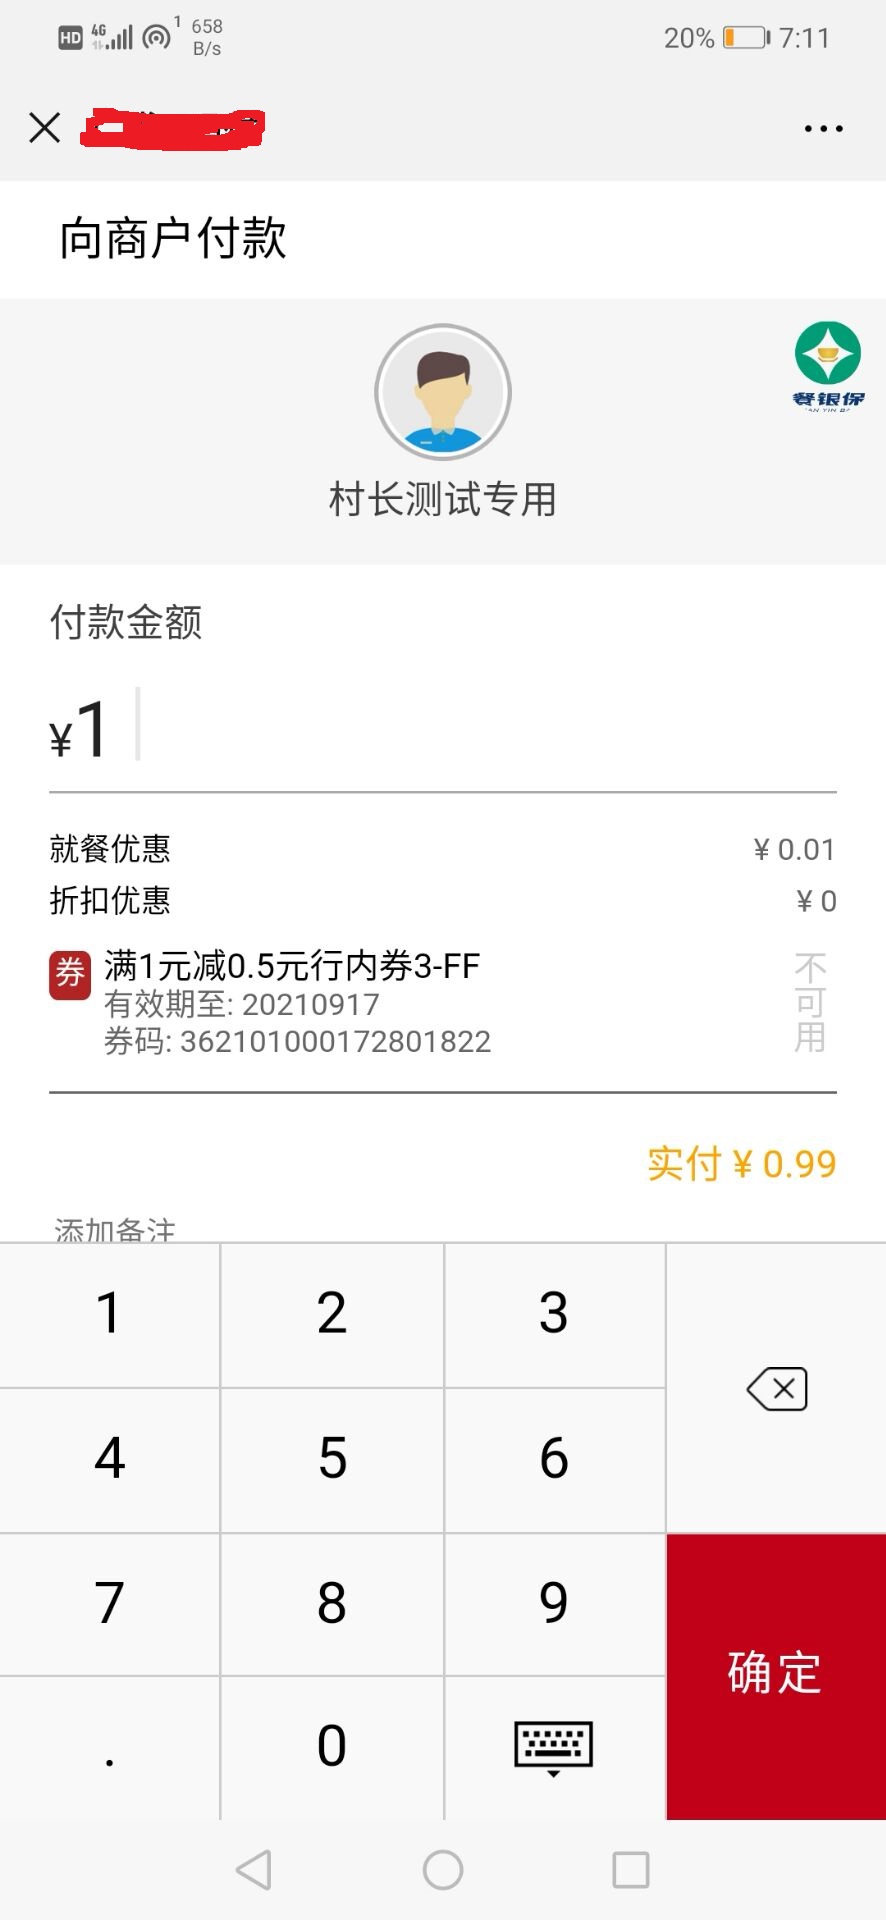 HD 4G 1 658 B/s 20% 7:11
向商户付款
餐银保
村长测试专用
付款金额
¥1
就餐优惠 ¥ 0.01
折扣优惠 ¥ 0
券 满1元减0.5元行内券3-FF
有效期至: 20210917
券码: 362101000172801822
不可用
实付 ¥ 0.99
添加备注
1 2 3
4 5 6
7 8 9
确定
. 0